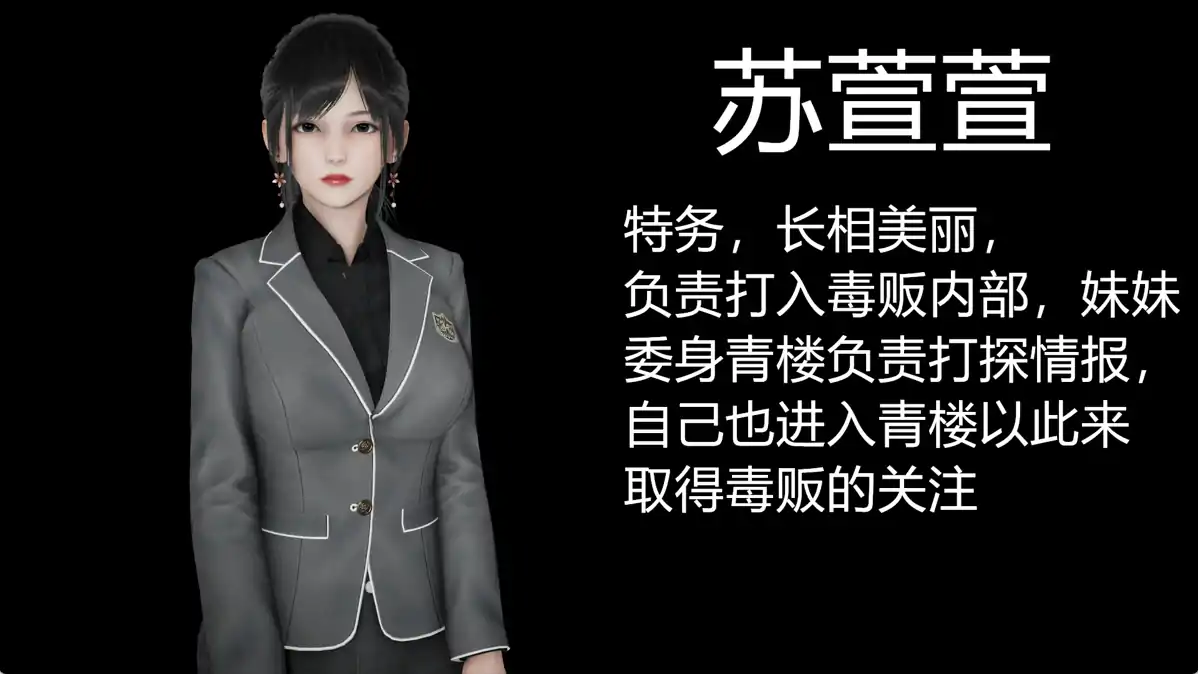 苏萱萱
特务，长相美丽，
负责打入毒贩内部，妹妹
委身青楼负责打探情报，
自己也进入青楼以此来
取得毒贩的关注